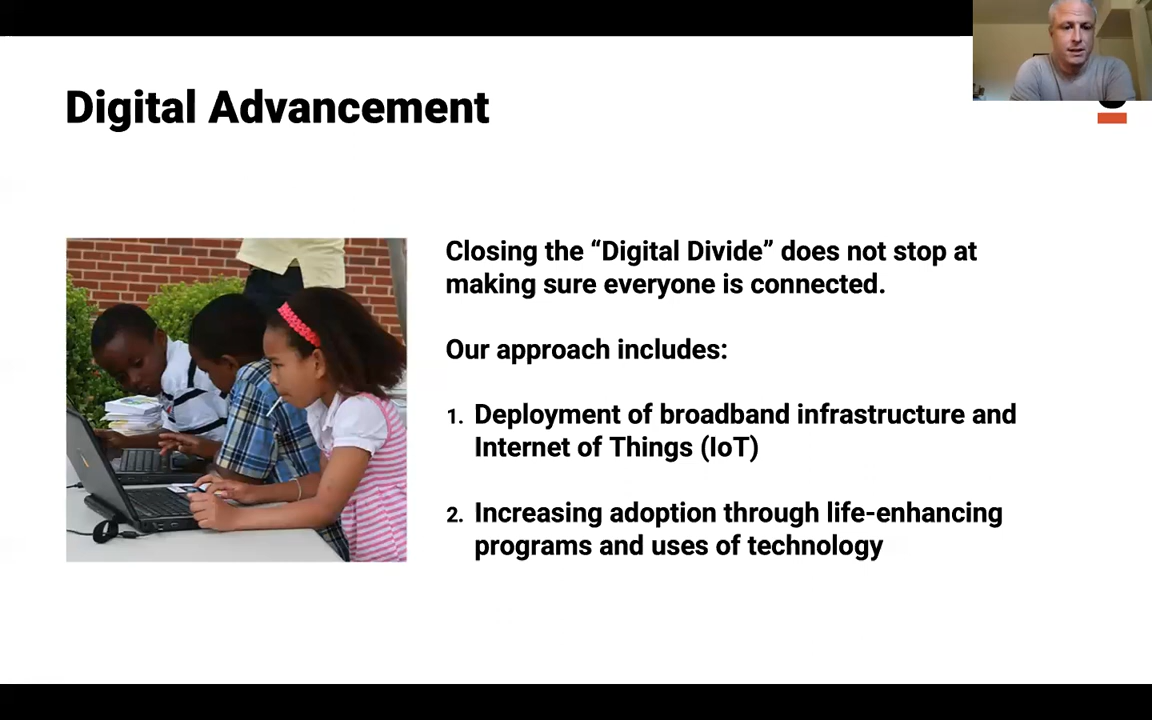 Digital Advancement
Closing the “Digital Divide” does not stop at
making sure everyone is connected.
Our approach includes:
1. Deployment of broadband infrastructure and
Internet of Things (IoT)
2. Increasing adoption through life-enhancing
programs and uses of technology